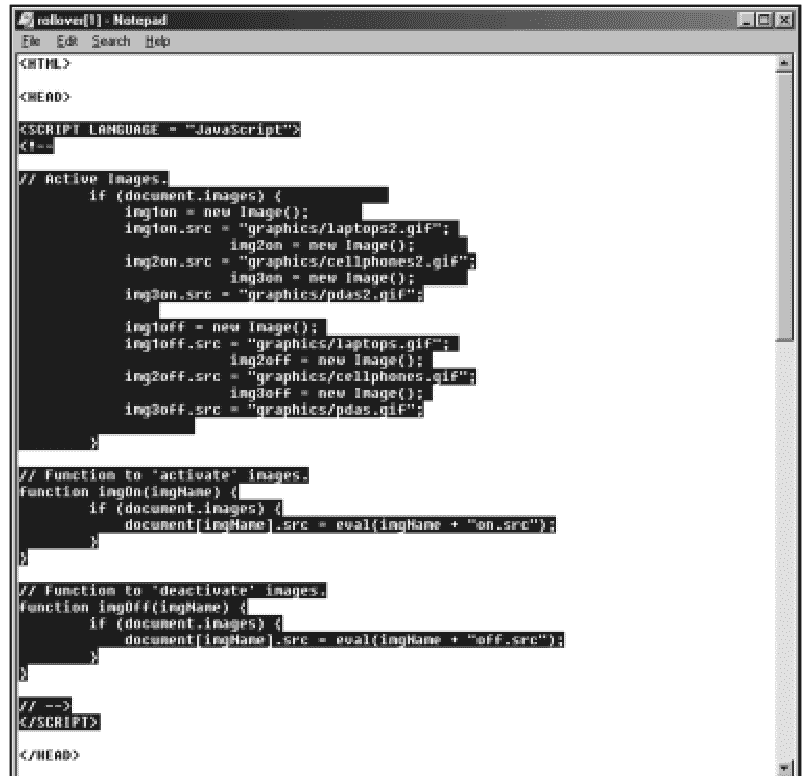 rollover[1] - Notepad
File Edit Search Help
<HTML>
<HEAD>
<SCRIPT LANGUAGE = "JavaScript">
<!--
// Active Images.
if (document.images) {
img1on = new Image();
img1on.src = "graphics/laptops2.gif";
img2on = new Image();
img2on.src = "graphics/cellphones2.gif";
img3on = new Image();
img3on.src = "graphics/pdas2.gif";
img1off = new Image();
img1off.src = "graphics/laptops.gif";
img2off = new Image();
img2off.src = "graphics/cellphones.gif";
img3off = new Image();
img3off.src = "graphics/pdas.gif";
}
// Function to 'activate' images.
function imgOn(imgName) {
if (document.images) {
document[imgName].src = eval(imgName + "on.src");
}
}
// Function to 'deactivate' images.
function imgOff(imgName) {
if (document.images) {
document[imgName].src = eval(imgName + "off.src");
}
}
// -->
</SCRIPT>
</HEAD>